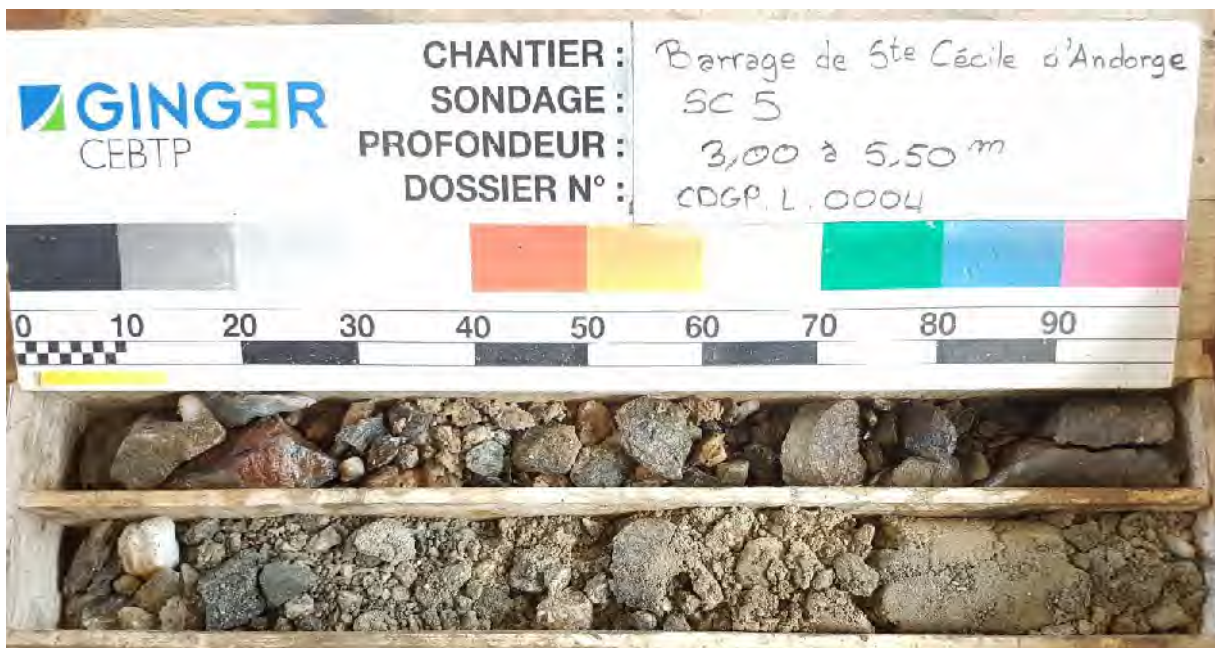 GINGER
CEBTP
CHANTIER : Barrage de Ste Cécile d'Andorge
SONDAGE : SC 5
PROFONDEUR : 3,00 à 5,50 m
DOSSIER N° : CDGP.L.0004
0 10 20 30 40 50 60 70 80 90